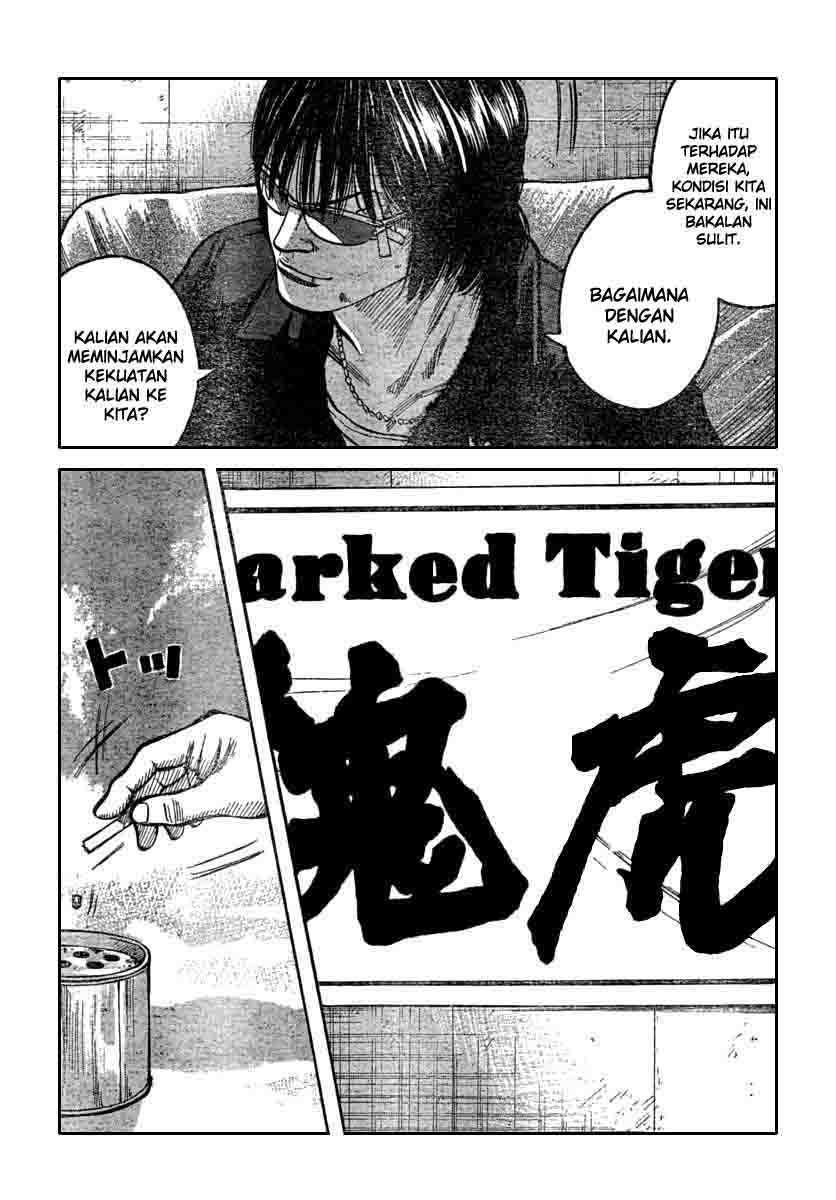 JIKA ITU
TERHADAP
MEREKA,
KONDISI KITA
SEKARANG, INI
BAKALAN
SULIT.
BAGAIMANA
DENGAN
KALIAN.
KALIAN AKAN
MEMINJAMKAN
KEKUATAN
KALIAN KE
KITA?
arked Tiger
鬼虎
トッ